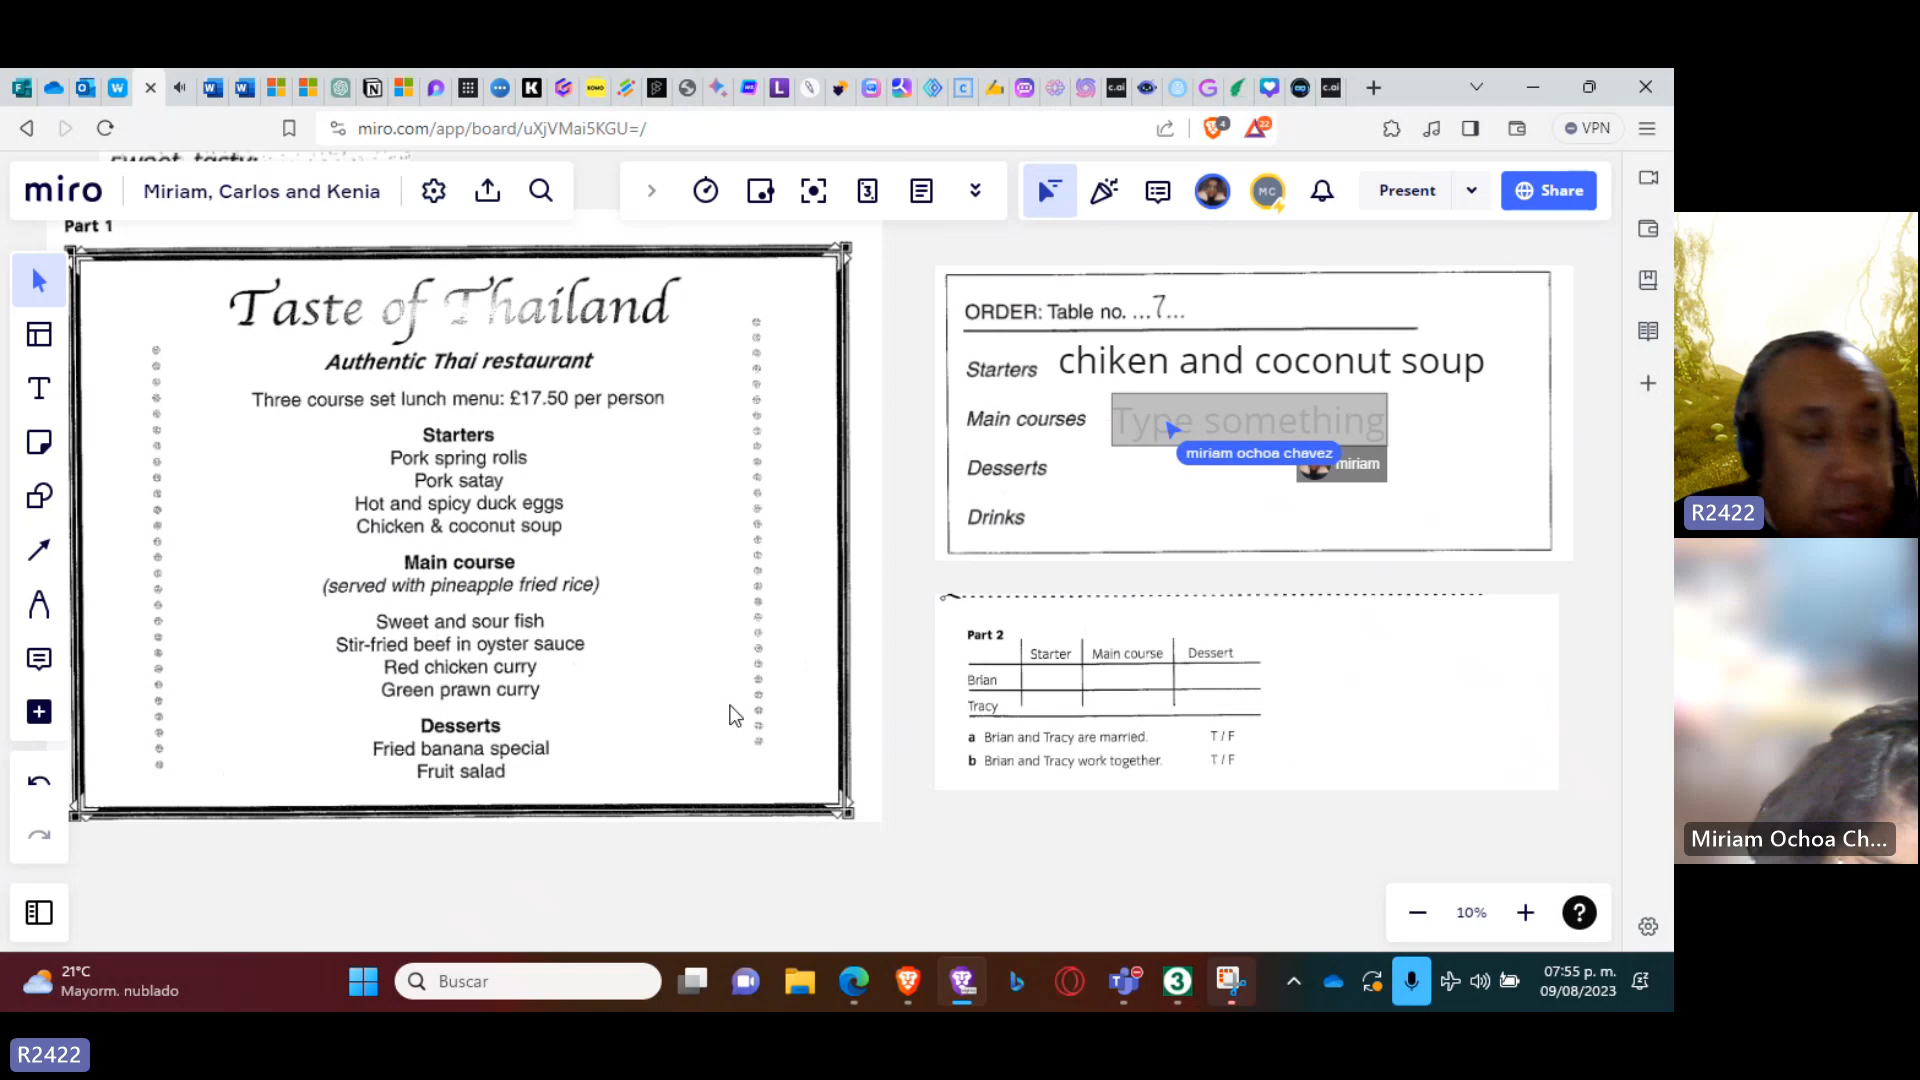 miro.com/app/board/uXjVMai5KGU=/
VPN
miro
Miriam, Carlos and Kenia
MC
Present
Share
Part 1
Taste of Thailand
Authentic Thai restaurant
Three course set lunch menu: £17.50 per person
Starters
Pork spring rolls
Pork satay
Hot and spicy duck eggs
Chicken & coconut soup
Main course
(served with pineapple fried rice)
Sweet and sour fish
Stir-fried beef in oyster sauce
Red chicken curry
Green prawn curry
Desserts
Fried banana special
Fruit salad
ORDER: Table no. ...7...
Starters chiken and coconut soup
Main courses Type something
miriam ochoa chavez
Desserts miriam
Drinks
Part 2
Starter Main course Dessert
Brian
Tracy
a Brian and Tracy are married. T / F
b Brian and Tracy work together. T / F
10%
R2422
Miriam Ochoa Ch...
21°C
Mayorm. nublado
Buscar
07:55 p. m.
09/08/2023
R2422